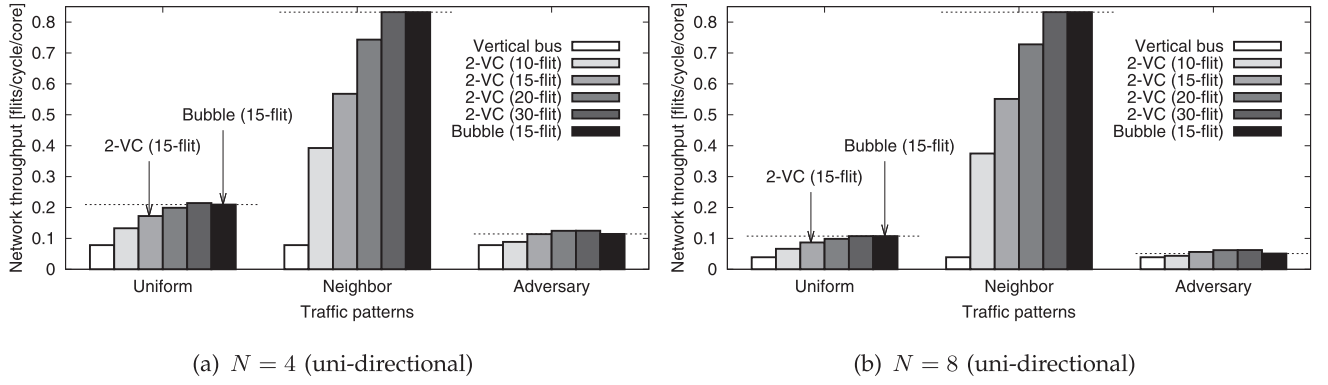 Network throughput [flits/cycle/core]
0.8
0.7
0.6
0.5
0.4
0.3
0.2
0.1
0
Vertical bus
2-VC (10-flit)
2-VC (15-flit)
2-VC (20-flit)
2-VC (30-flit)
Bubble (15-flit)
Bubble (15-flit)
2-VC (15-flit)
Uniform
Neighbor
Adversary
Traffic patterns
(a) N = 4 (uni-directional)
Network throughput [flits/cycle/core]
0.8
0.7
0.6
0.5
0.4
0.3
0.2
0.1
0
Vertical bus
2-VC (10-flit)
2-VC (15-flit)
2-VC (20-flit)
2-VC (30-flit)
Bubble (15-flit)
Bubble (15-flit)
2-VC (15-flit)
Uniform
Neighbor
Adversary
Traffic patterns
(b) N = 8 (uni-directional)